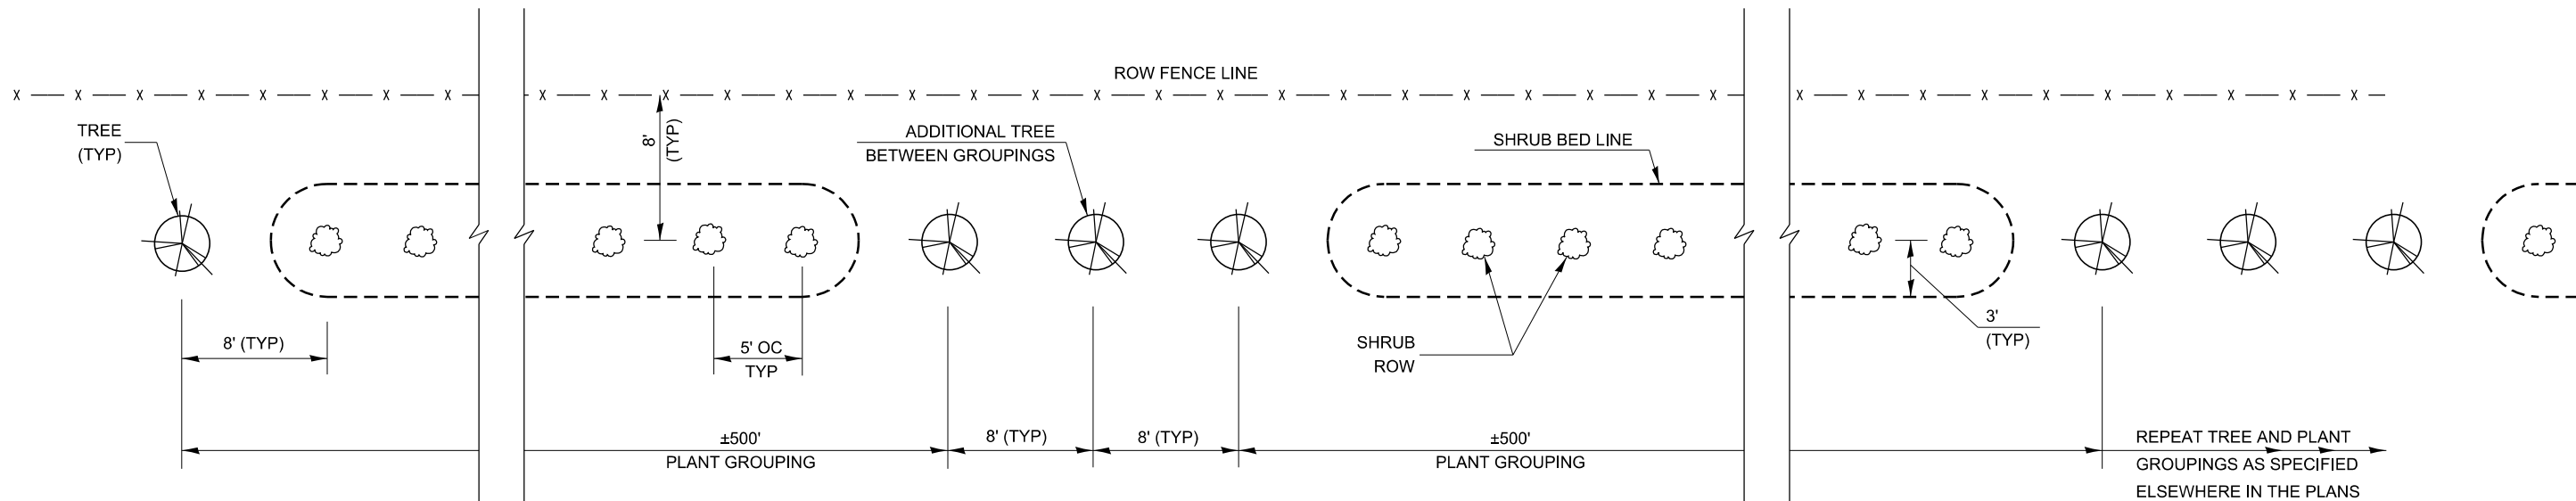 ROW FENCE LINE
X X X X X X X X X X X X X X X X X X X X X X X X X X X X X X X X X X X X X X
TREE
(TYP)
8'
(TYP)
ADDITIONAL TREE
BETWEEN GROUPINGS
SHRUB BED LINE
8' (TYP)
5' OC
TYP
SHRUB
ROW
3'
(TYP)
±500'
PLANT GROUPING
8' (TYP)
8' (TYP)
±500'
PLANT GROUPING
REPEAT TREE AND PLANT
GROUPINGS AS SPECIFIED
ELSEWHERE IN THE PLANS